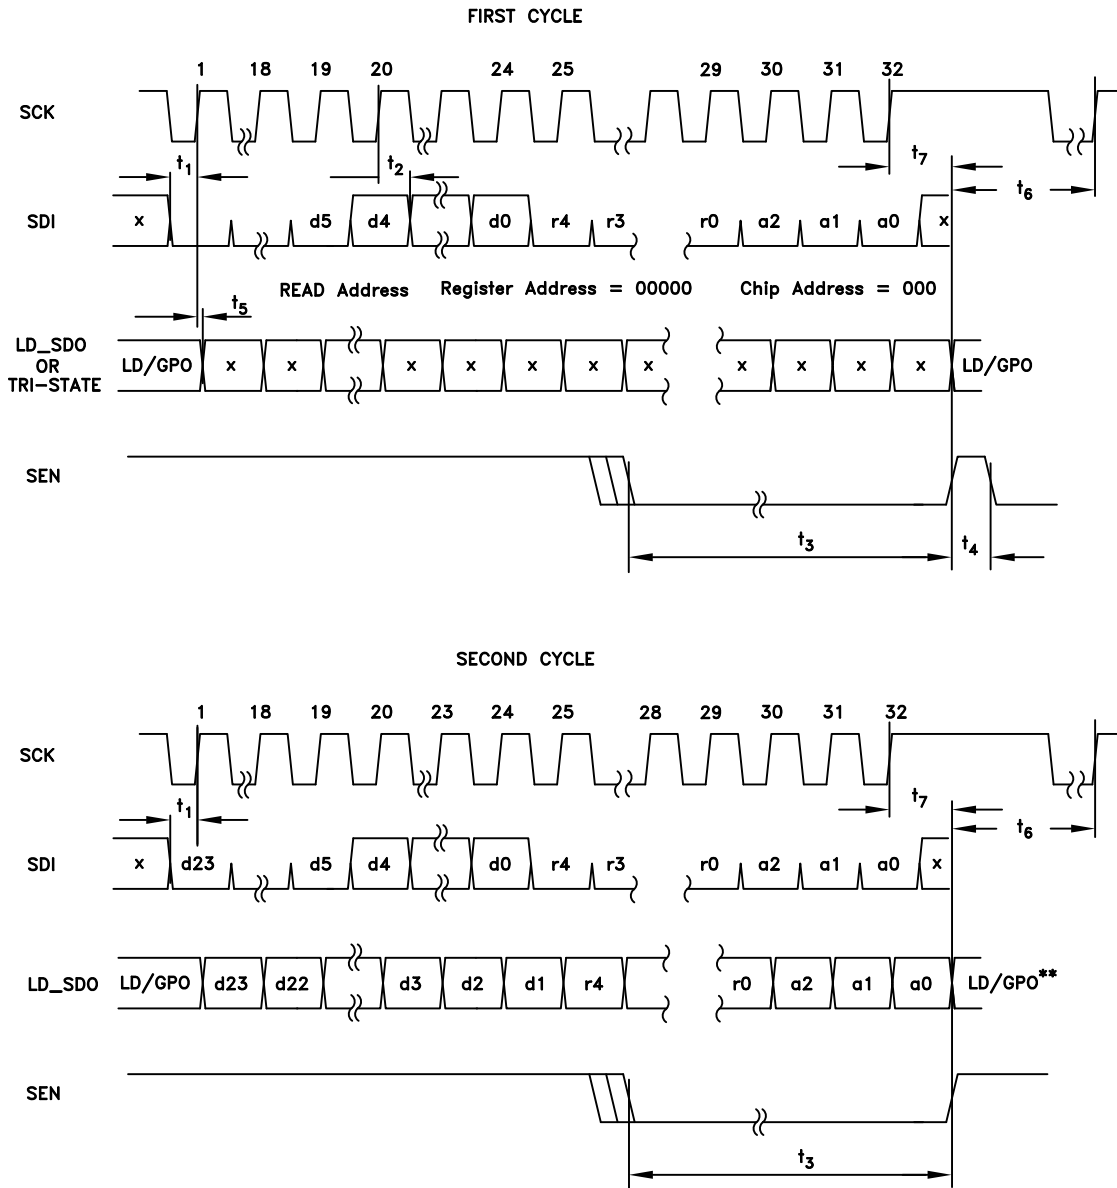 FIRST CYCLE
1 18 19 20 24 25 29 30 31 32
SCK
t1 t2 t7 t6
SDI x d5 d4 d0 r4 r3 r0 a2 a1 a0 x
READ Address Register Address = 00000 Chip Address = 000
t5
LD_SDO
OR
TRI-STATE
LD/GPO x x x x x x x x x x x LD/GPO
SEN
t3 t4
SECOND CYCLE
1 18 19 20 23 24 25 28 29 30 31 32
SCK
t1 t7 t6
SDI x d23 d5 d4 d0 r4 r3 r0 a2 a1 a0 x
LD_SDO LD/GPO d23 d22 d3 d2 d1 r4 r0 a2 a1 a0 LD/GPO**
SEN
t3